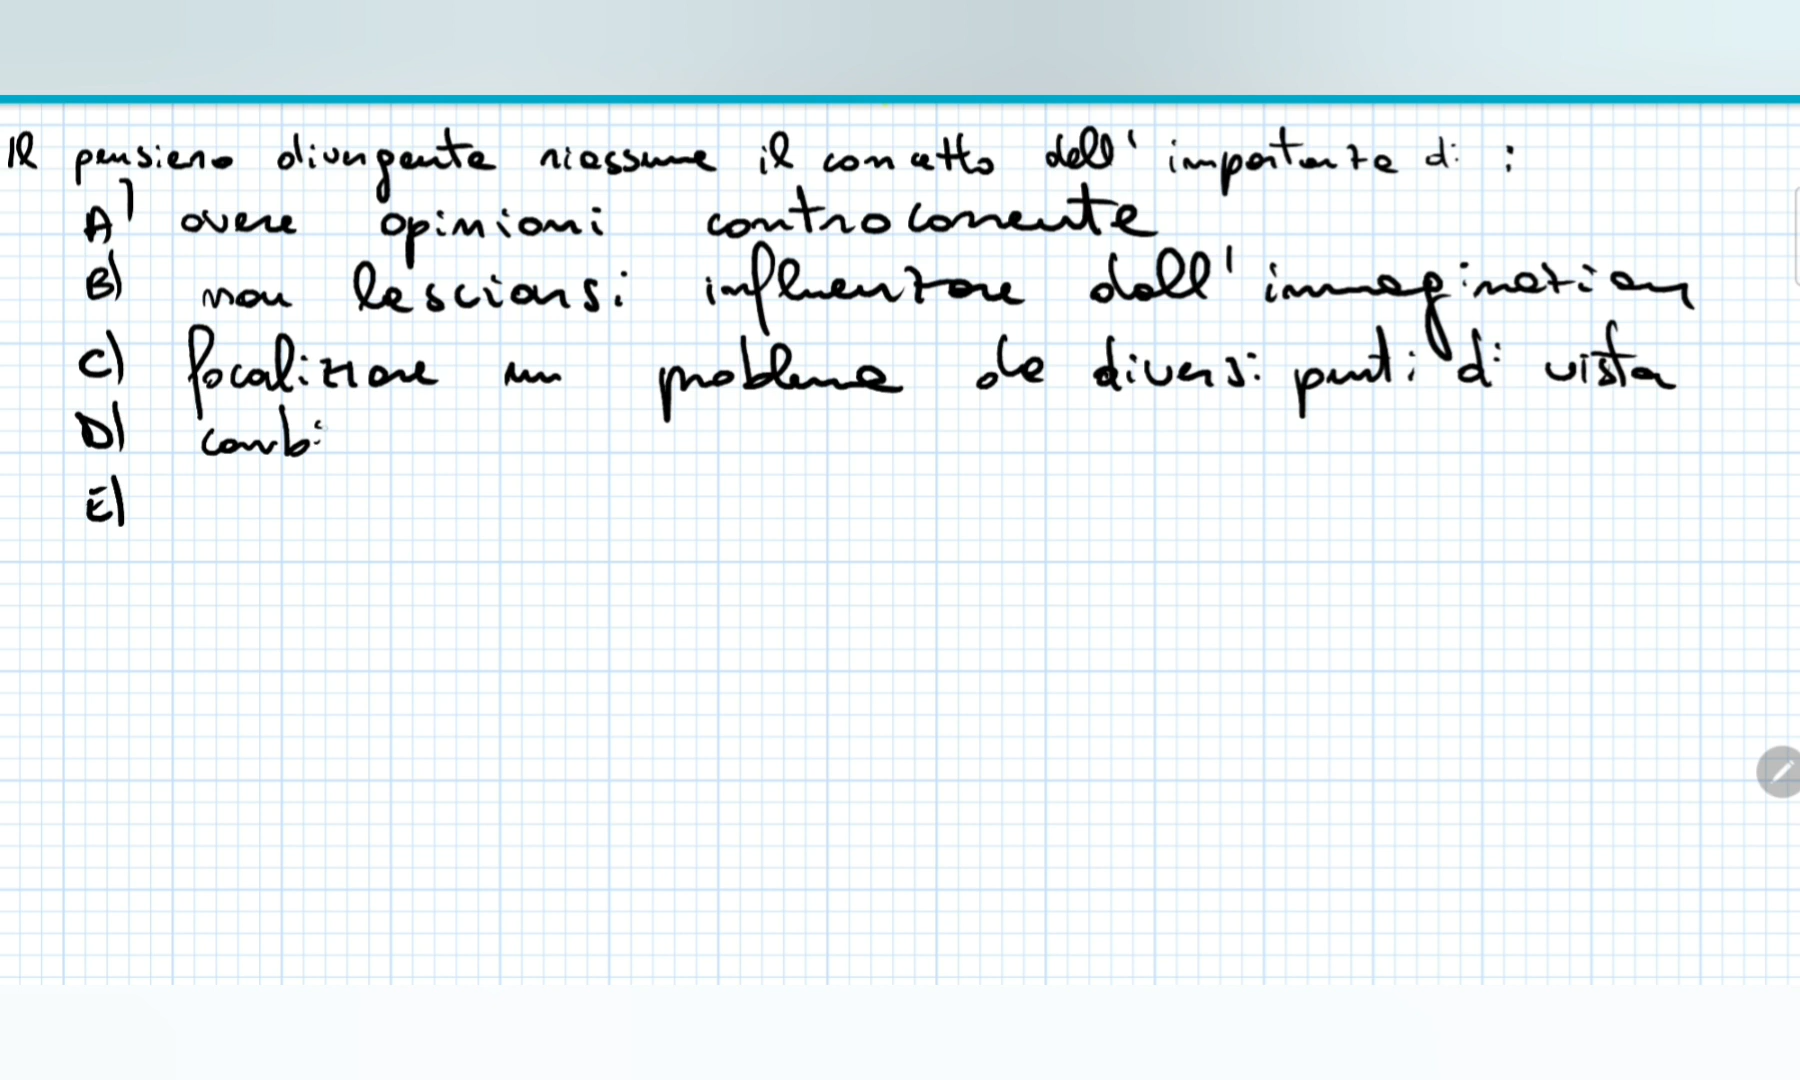 Il pensiero divergente riassume il concetto dell'importanza di :
A) avere opinioni controcorrente
B) non lasciarsi influenzare dall'immaginazione
C) focalizzare un problema da diversi punti di vista
D) cambi
E)